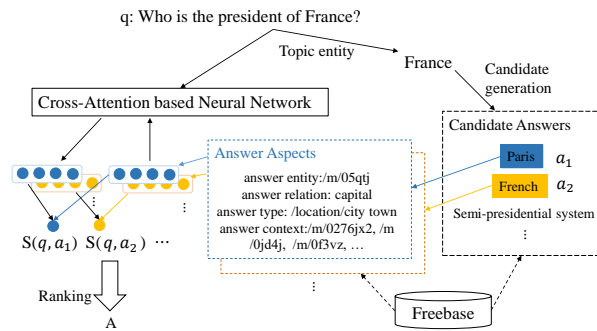 q: Who is the president of France?
Topic entity
France
Candidate
generation
Cross-Attention based Neural Network
Candidate Answers
Paris
a₁
French
a₂
Semi-presidential system
⋮
Answer Aspects
answer entity:/m/05qtj
answer relation: capital
answer type: /location/city town
answer context:/m/0276jx2, /m
/0jd4j, /m/0f3vz, …
⋮
⋮
⋮
S(q, a₁) S(q, a₂) ⋯
Ranking
A
Freebase